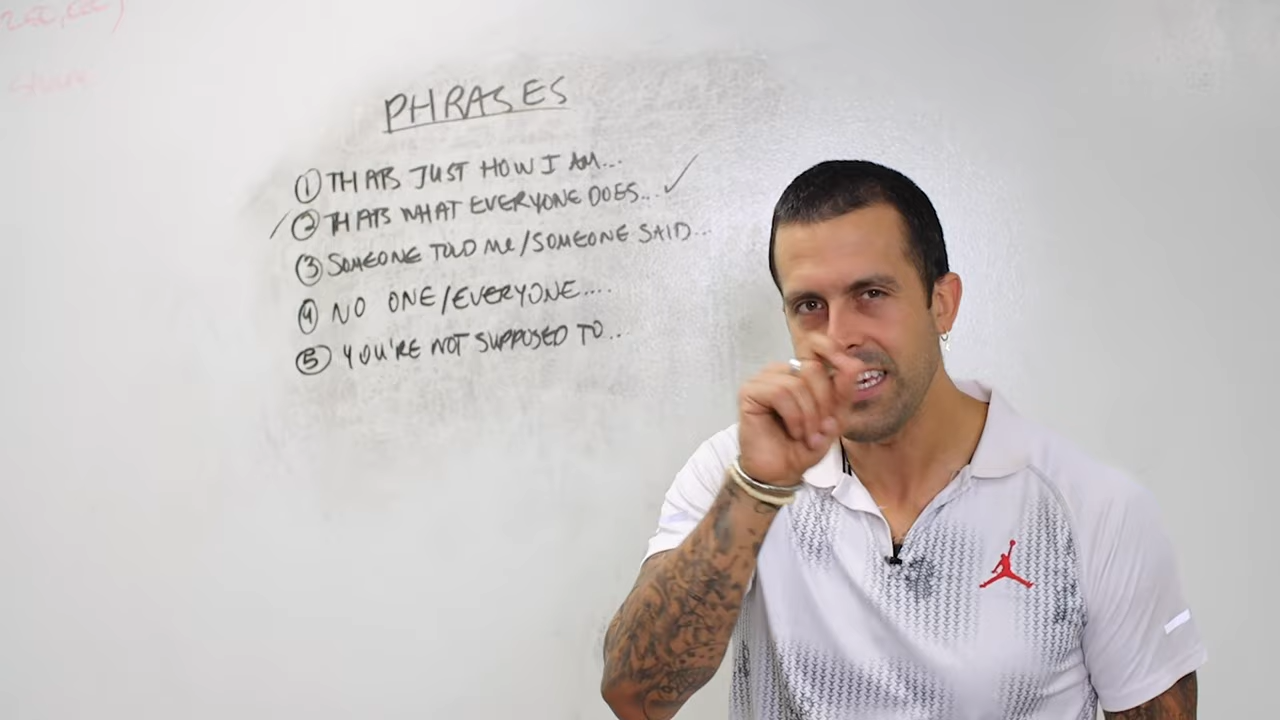 PHRASES
① THATS JUST HOW I AM...
② THATS WHAT EVERYONE DOES...
③ SOMEONE TOLD ME/SOMEONE SAID...
④ NO ONE/EVERYONE....
⑤ YOU'RE NOT SUPPOSED TO...